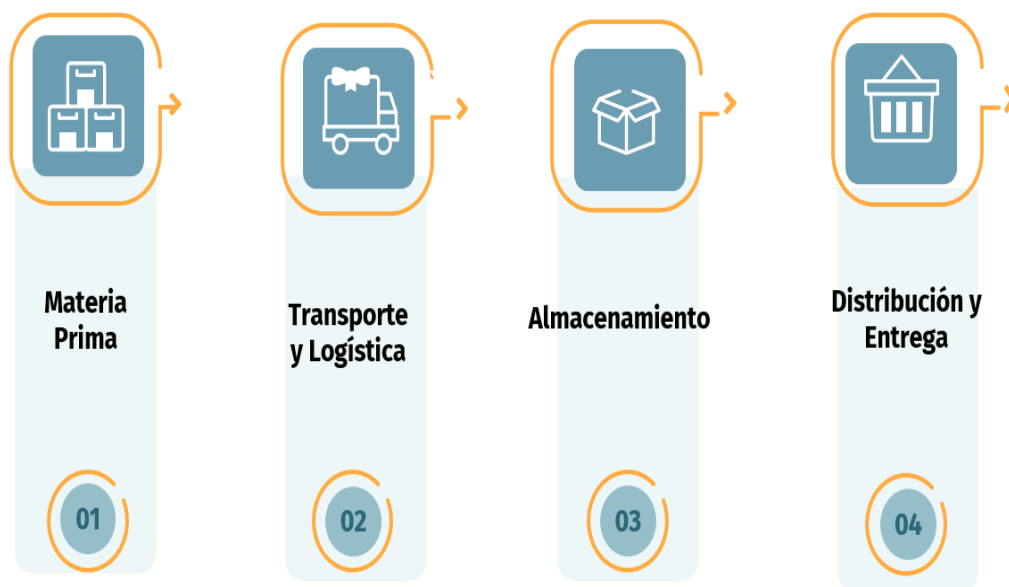 Materia
Prima
01
Transporte
y Logística
02
Almacenamiento
03
Distribución y
Entrega
04